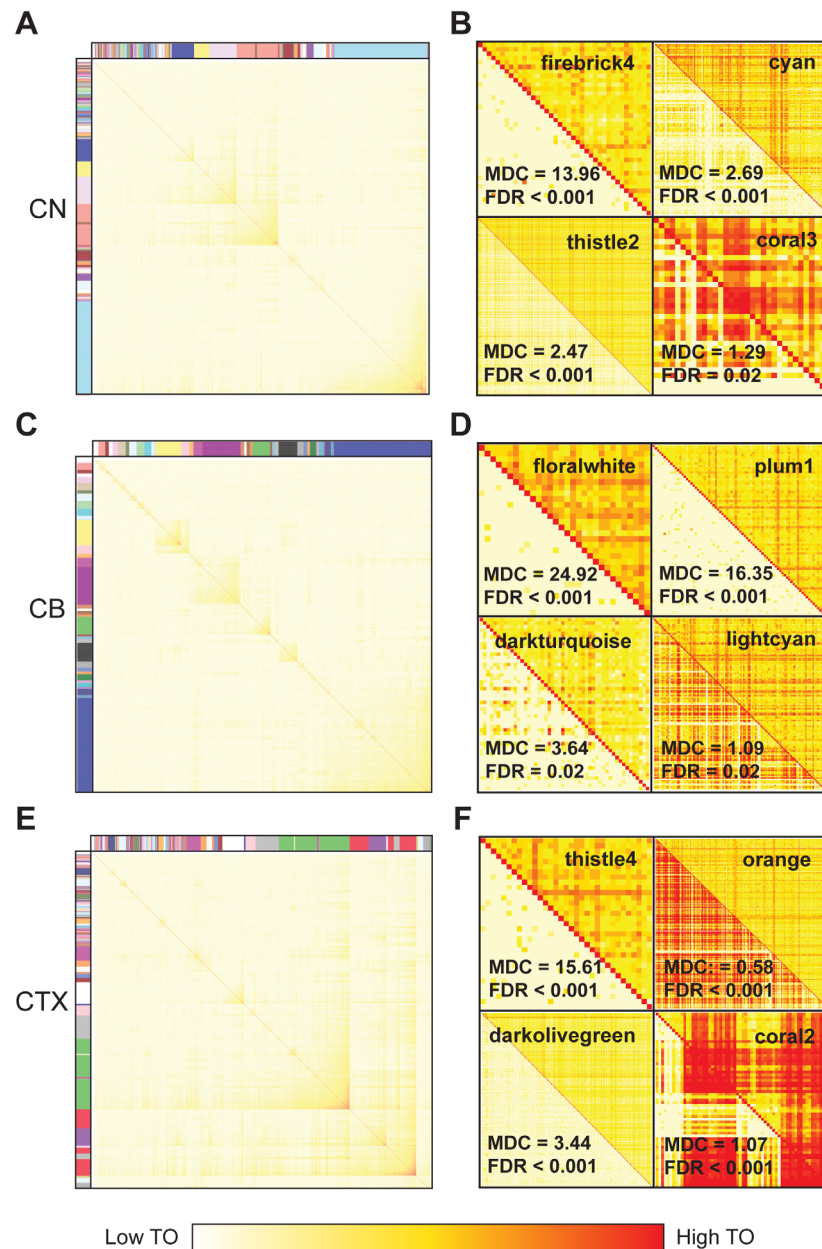 A
B
CN
firebrick4
MDC = 13.96
FDR < 0.001
cyan
MDC = 2.69
FDR < 0.001
thistle2
MDC = 2.47
FDR < 0.001
coral3
MDC = 1.29
FDR = 0.02
C
D
CB
floralwhite
MDC = 24.92
FDR < 0.001
plum1
MDC = 16.35
FDR < 0.001
darkturquoise
MDC = 3.64
FDR = 0.02
lightcyan
MDC = 1.09
FDR = 0.02
E
F
CTX
thistle4
MDC = 15.61
FDR < 0.001
orange
MDC: = 0.58
FDR < 0.001
darkolivegreen
MDC = 3.44
FDR < 0.001
coral2
MDC = 1.07
FDR < 0.001
Low TO
High TO